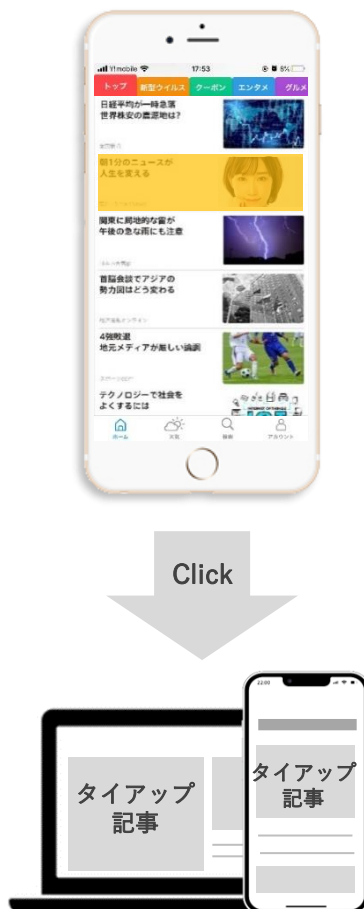 Y!mobile 17:53 8%
トップ 新型ウイルス クーポン エンタメ グルメ
日経平均が一時急落
世界株安の震源地は?
朝1分のニュースが
人生を変える
関東に局地的な雷が
午後の急な雨にも注意
首脳会談でアジアの
勢力図はどう変わる
4強敗退
地元メディアが厳しい論調
テクノロジーで社会を
よくするには
ホーム 天気 検索 アカウント
Click
22:09
タイアップ
記事
タイアップ
記事